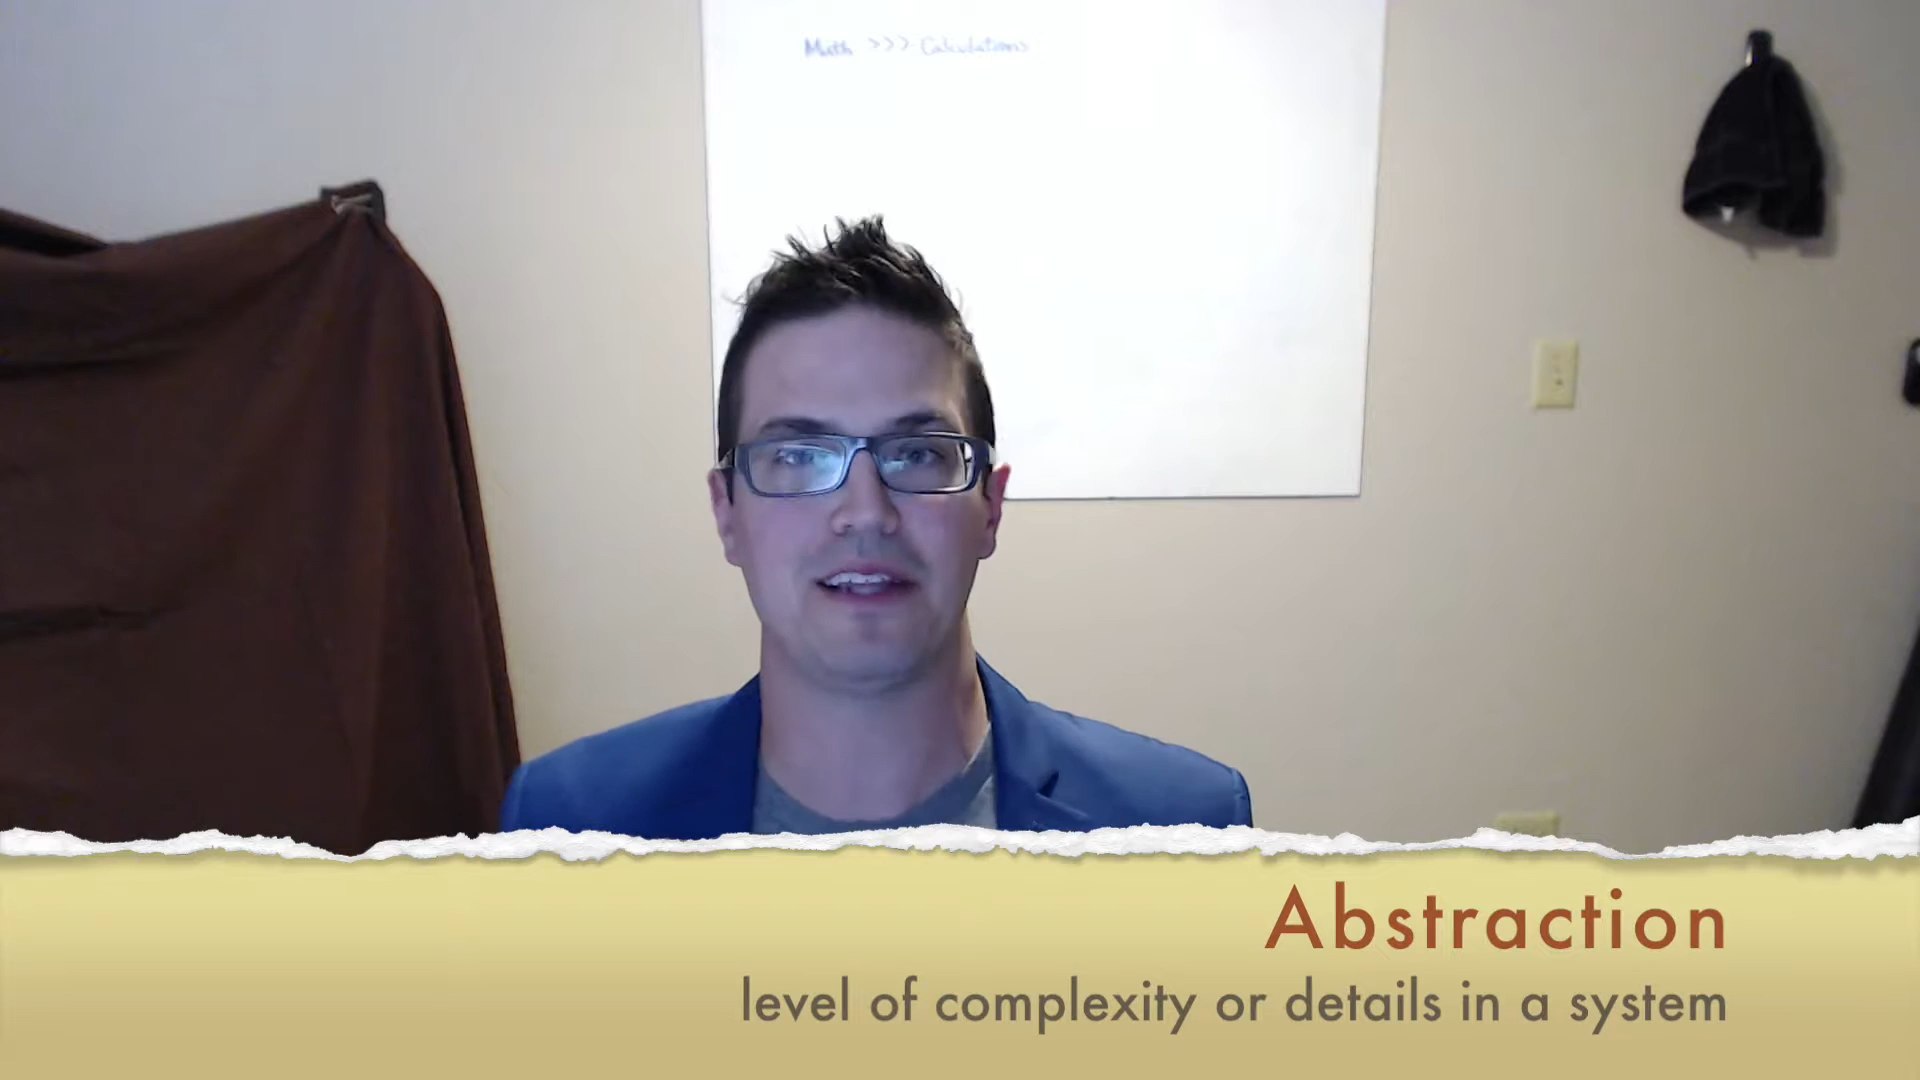 Math >>> Calculations
Abstraction
level of complexity or details in a system